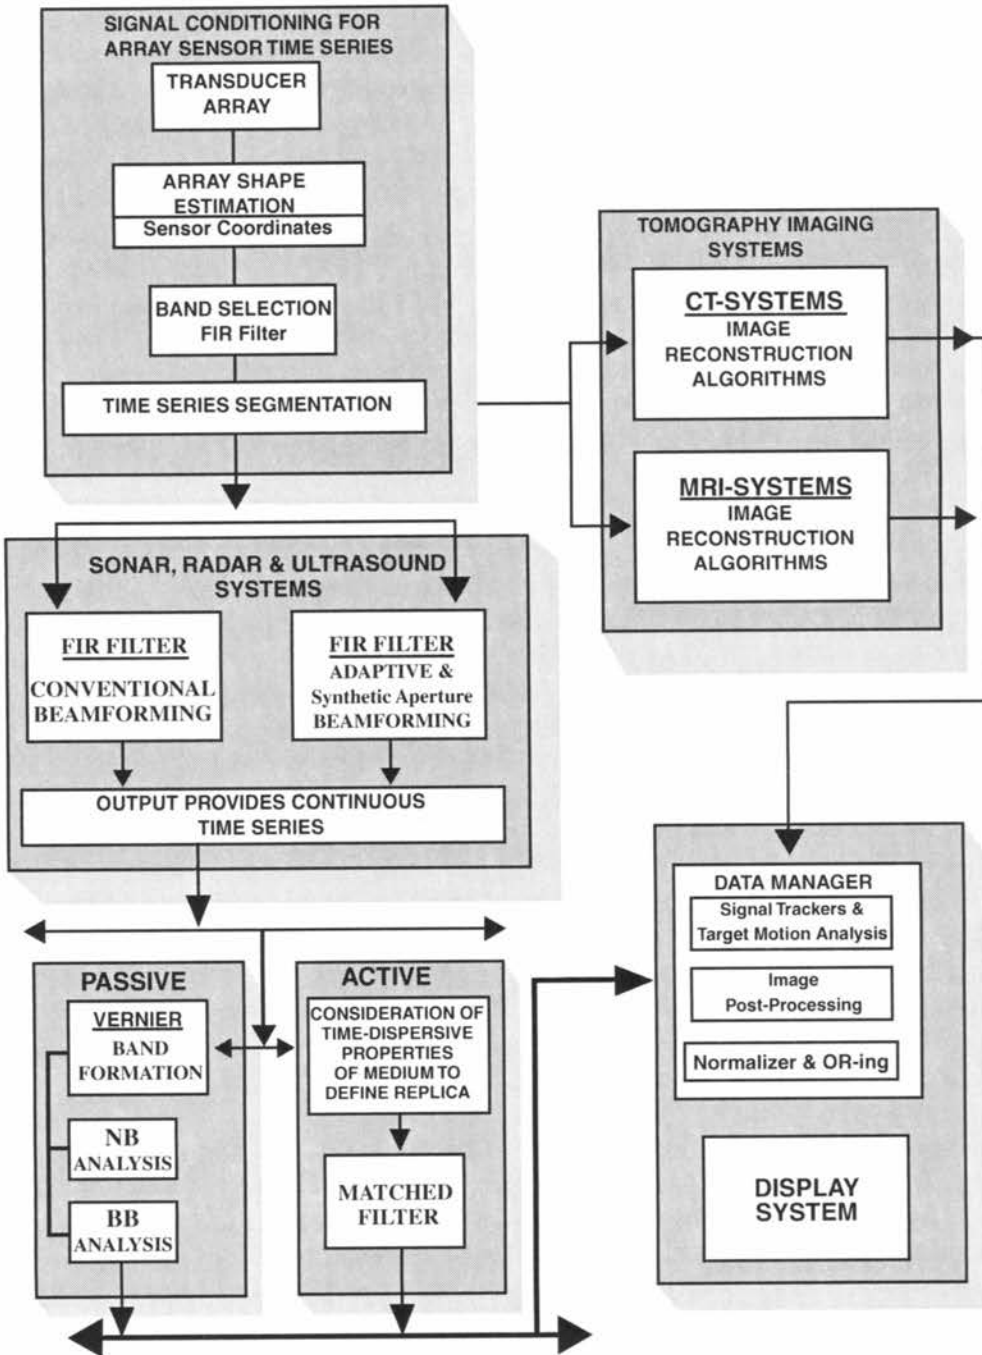 SIGNAL CONDITIONING FOR
ARRAY SENSOR TIME SERIES
TRANSDUCER
ARRAY
ARRAY SHAPE
ESTIMATION
Sensor Coordinates
BAND SELECTION
FIR Filter
TIME SERIES SEGMENTATION
TOMOGRAPHY IMAGING
SYSTEMS
CT-SYSTEMS
IMAGE
RECONSTRUCTION
ALGORITHMS
MRI-SYSTEMS
IMAGE
RECONSTRUCTION
ALGORITHMS
SONAR, RADAR & ULTRASOUND
SYSTEMS
FIR FILTER
CONVENTIONAL
BEAMFORMING
FIR FILTER
ADAPTIVE &
Synthetic Aperture
BEAMFORMING
OUTPUT PROVIDES CONTINUOUS
TIME SERIES
PASSIVE
VERNIER
BAND
FORMATION
NB
ANALYSIS
BB
ANALYSIS
ACTIVE
CONSIDERATION OF
TIME-DISPERSIVE
PROPERTIES
OF MEDIUM TO
DEFINE REPLICA
MATCHED
FILTER
DATA MANAGER
Signal Trackers &
Target Motion Analysis
Image
Post-Processing
Normalizer & OR-ing
DISPLAY
SYSTEM